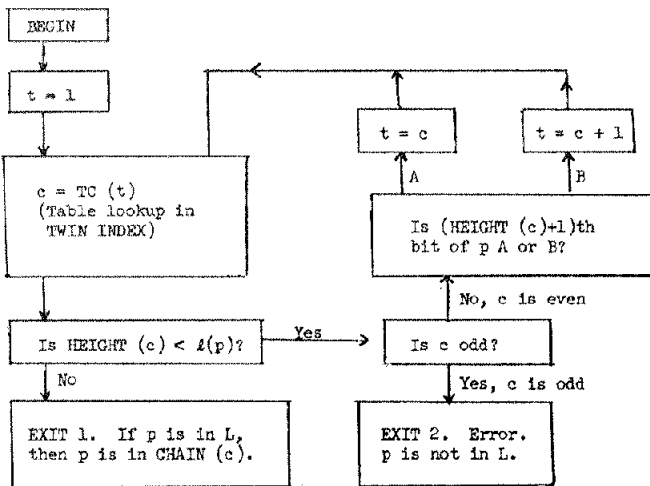 BEGIN
t = 1
c = TC (t)
(Table lookup in
TWIN INDEX)
Is HEIGHT (c) < ℓ(p)?
Yes
No
EXIT 1. If p is in L,
then p is in CHAIN (c).
t = c
t = c + 1
A
B
Is (HEIGHT (c)+1)th
bit of p A or B?
No, c is even
Is c odd?
Yes, c is odd
EXIT 2. Error.
p is not in L.